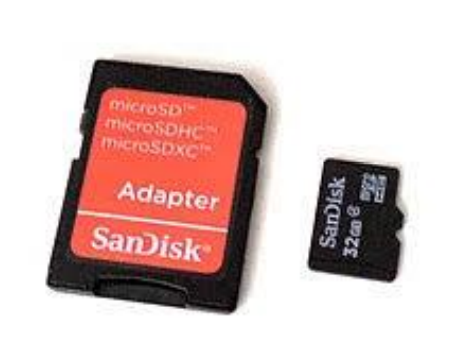 microSD™
microSDHC™
microSDXC™
Adapter
SanDisk®
SanDisk
32GB